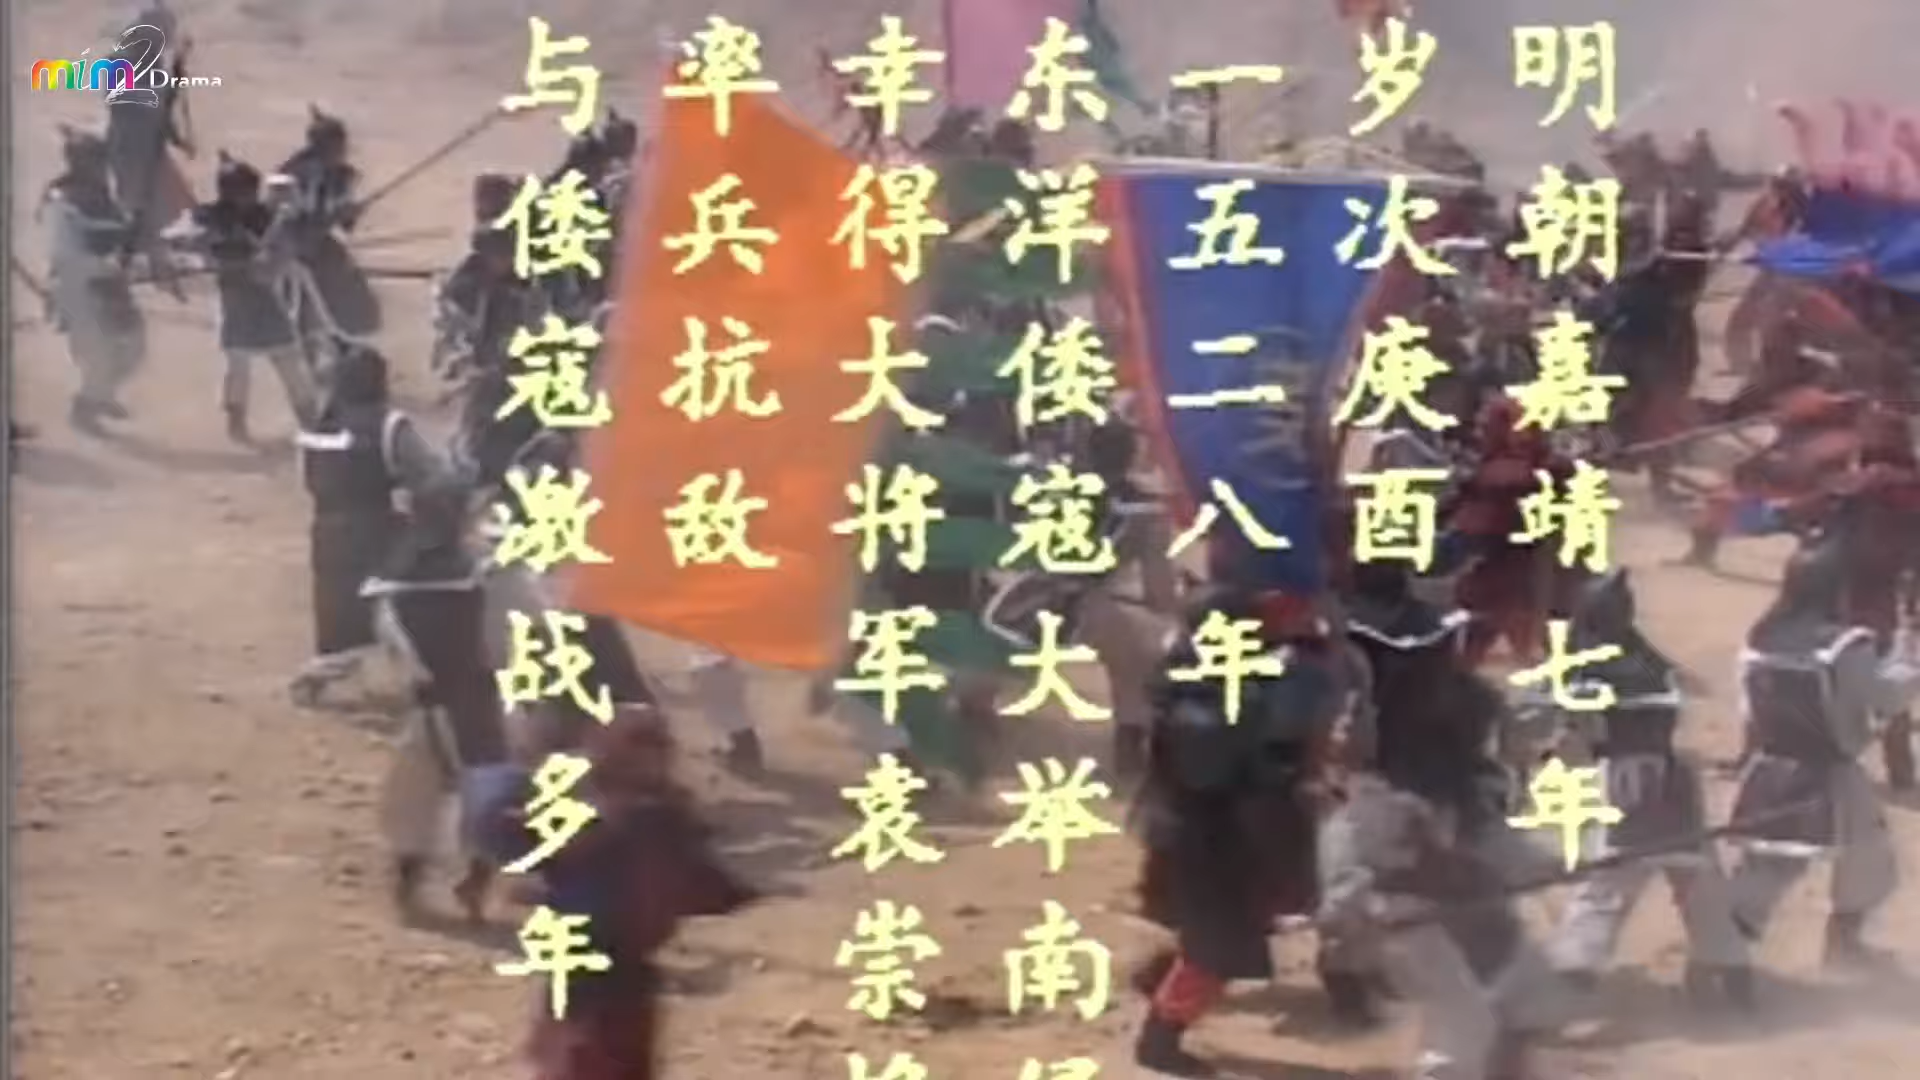 明朝嘉靖七年
岁次庚酉
一五二八年
东洋倭寇大举南
幸得大将军袁崇
率兵抗敌
与倭寇激战多年
mim2 Drama